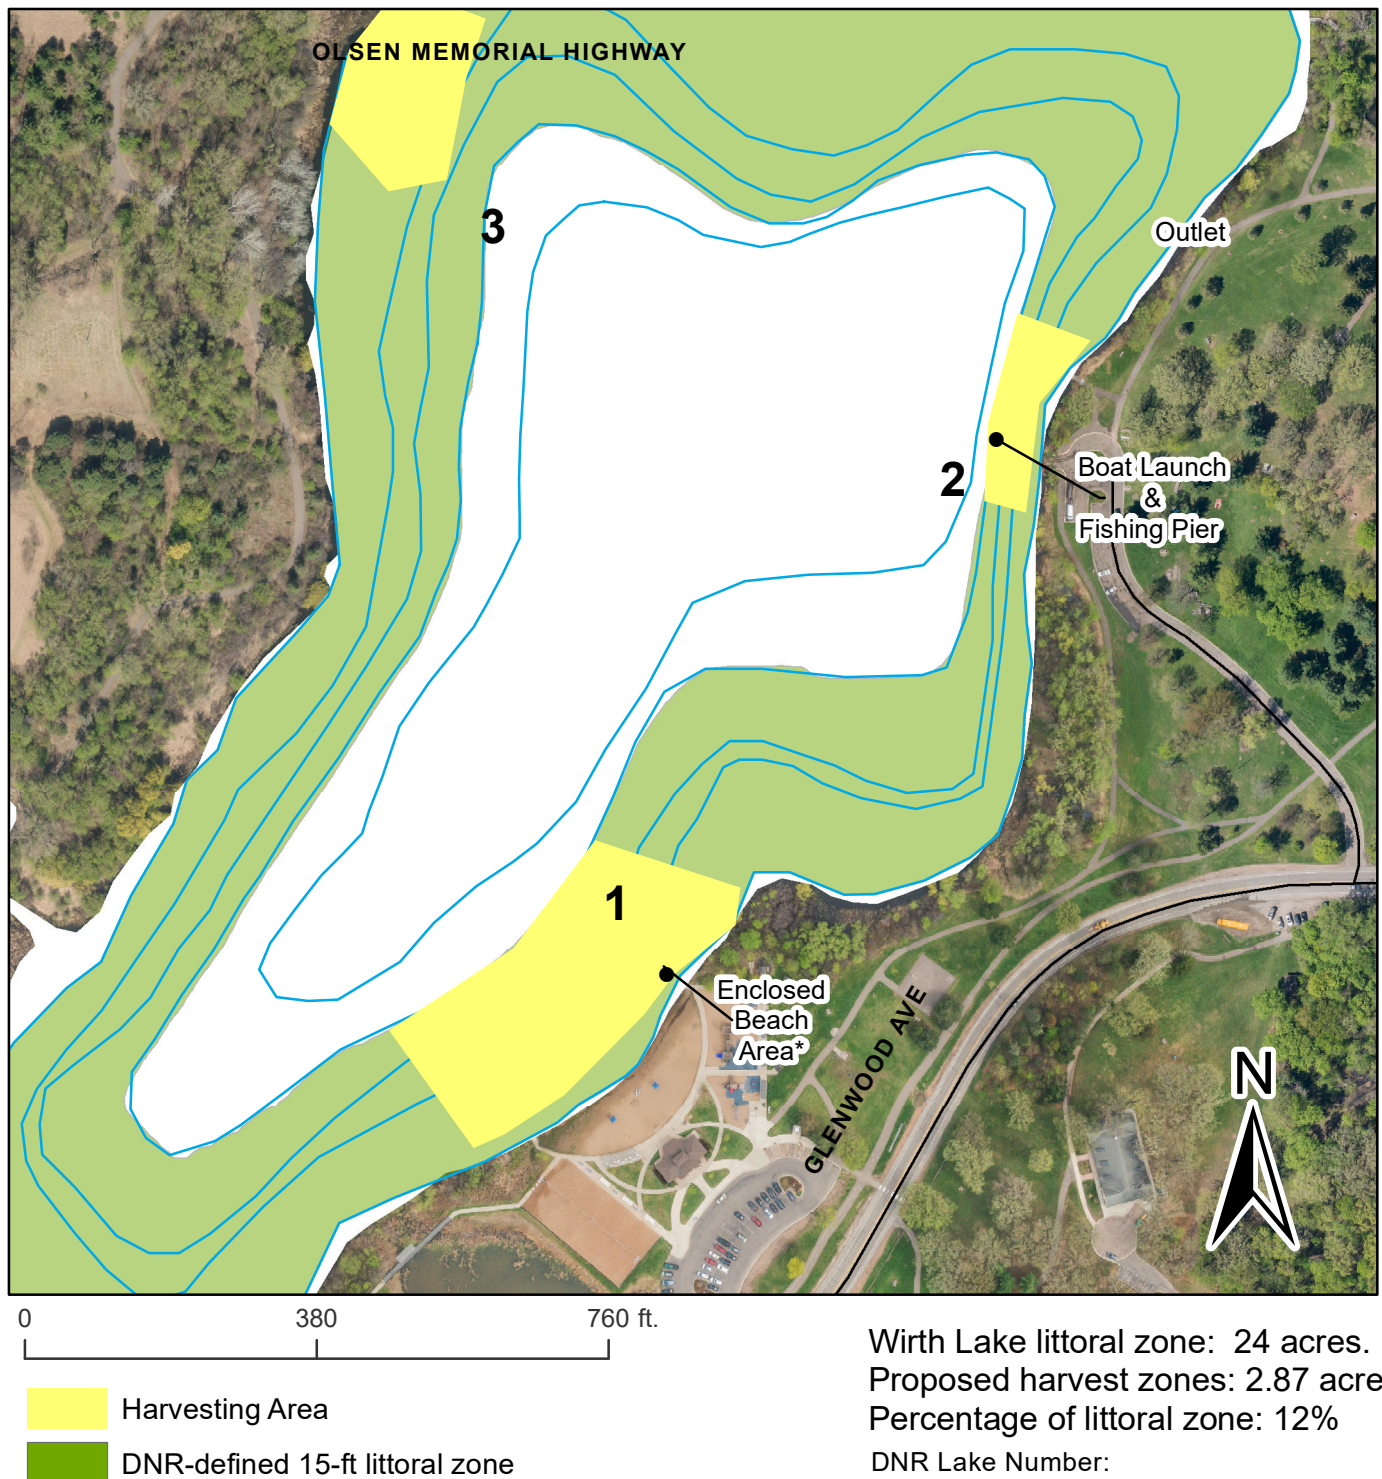 OLSEN MEMORIAL HIGHWAY
3
Outlet
2
Boat Launch
&
Fishing Pier
1
Enclosed
Beach
Area*
GLENWOOD AVE
N
0 380 760 ft.
Wirth Lake littoral zone: 24 acres.
Proposed harvest zones: 2.87 acre
Percentage of littoral zone: 12%
DNR Lake Number:
Harvesting Area
DNR-defined 15-ft littoral zone